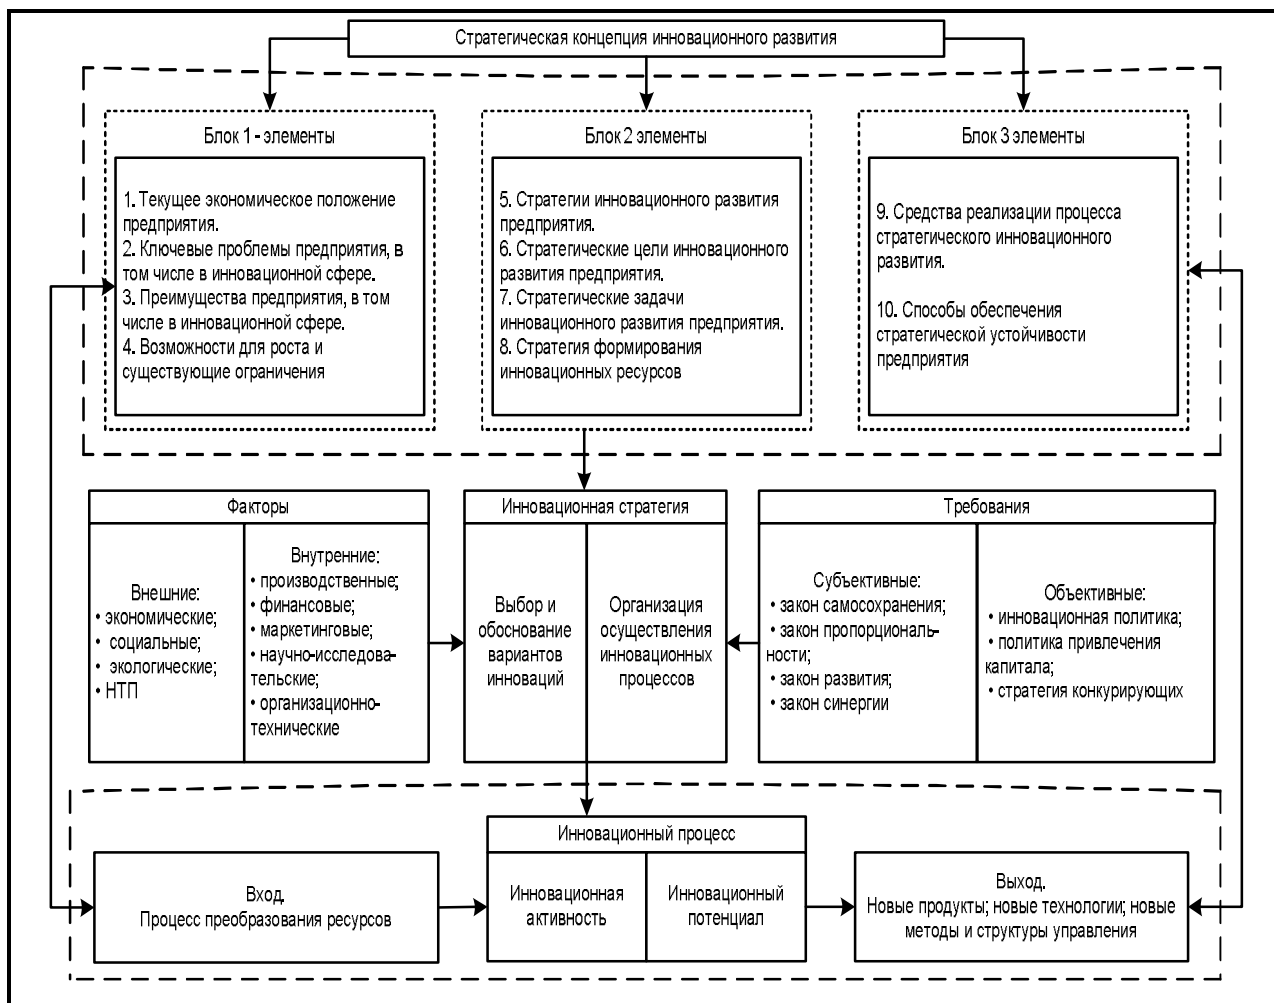 Стратегическая концепция инновационного развития
Блок 1 - элементы
1. Текущее экономическое положение
предприятия.
2. Ключевые проблемы предприятия, в
том числе в инновационной сфере.
3. Преимущества предприятия, в том
числе в инновационной сфере.
4. Возможности для роста и
существующие ограничения
Блок 2 элементы
5. Стратегии инновационного развития
предприятия.
6. Стратегические цели инновационного
развития предприятия.
7. Стратегические задачи
инновационного развития предприятия.
8. Стратегия формирования
инновационных ресурсов
Блок 3 элементы
9. Средства реализации процесса
стратегического инновационного
развития.
10. Способы обеспечения
стратегической устойчивости
предприятия
Факторы
Внешние:
• экономические;
• социальные;
• экологические;
• НТП
Внутренние:
• производственные;
• финансовые;
• маркетинговые;
• научно-исследова-
тельские;
• организационно-
технические
Инновационная стратегия
Выбор и
обоснование
вариантов
инноваций
Организация
осуществления
инновационных
процессов
Требования
Субъективные:
• закон самосохранения;
• закон пропорциональ-
ности;
• закон развития;
• закон синергии
Объективные:
• инновационная политика;
• политика привлечения
капитала;
• стратегия конкурирующих
Вход.
Процесс преобразования ресурсов
Инновационный процесс
Инновационная
активность
Инновационный
потенциал
Выход.
Новые продукты; новые технологии; новые
методы и структуры управления